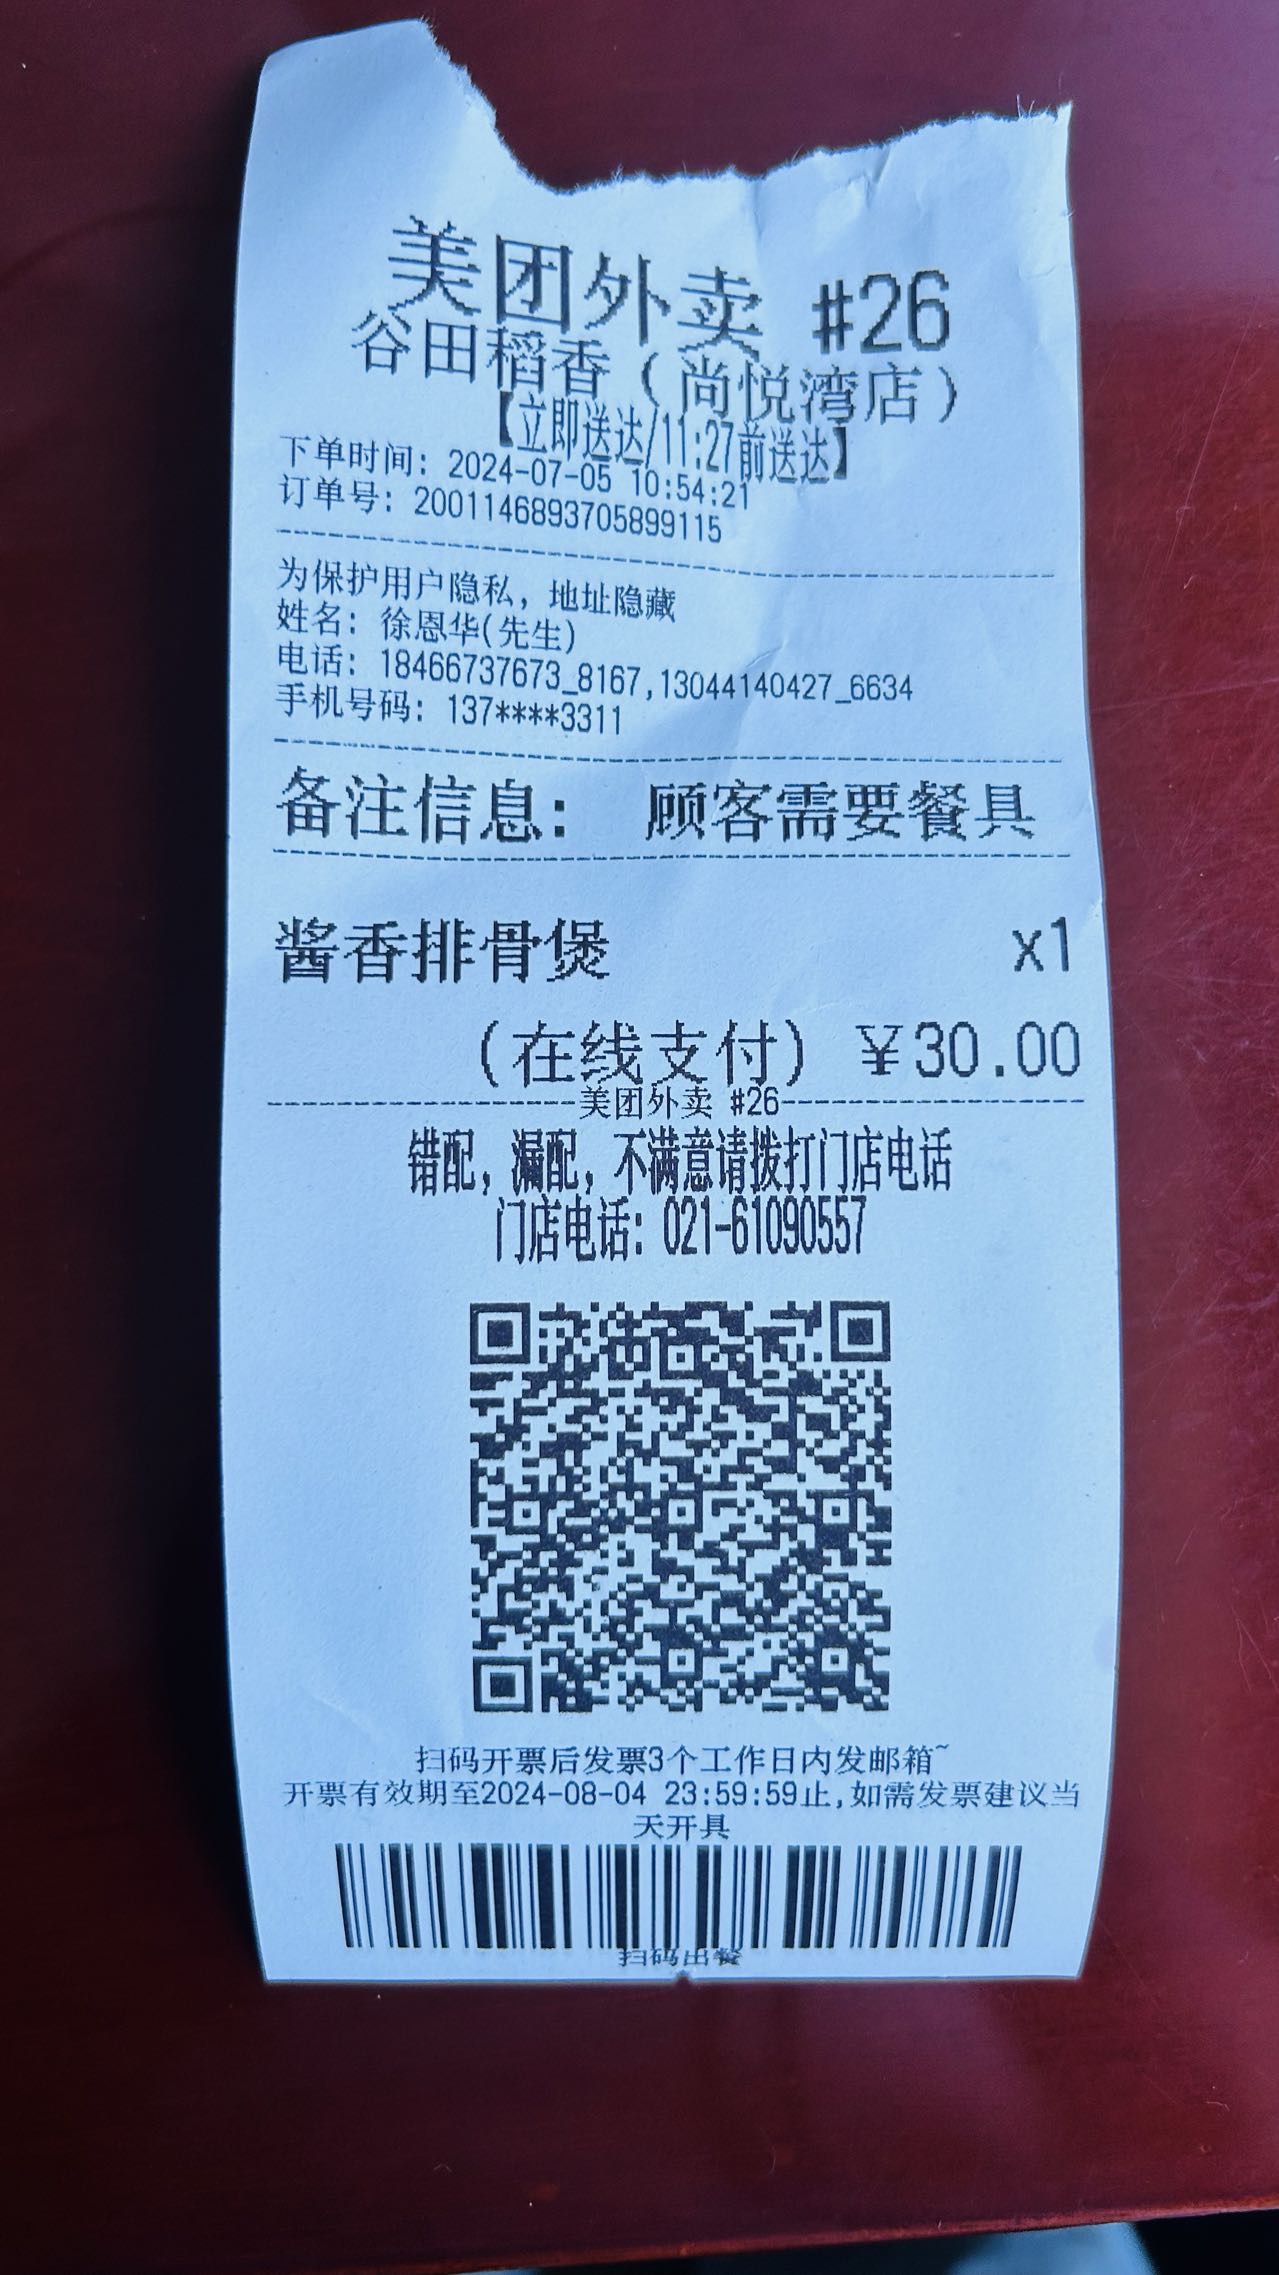 美团外卖 #26
谷田稻香（尚悦湾店）
【立即送达/11:27前送达】
下单时间: 2024-07-05 10:54:21
订单号: 2001146893705899115
为保护用户隐私，地址隐藏
姓名: 徐恩华(先生)
电话: 18466737673_8167,13044140427_6634
手机号码: 137****3311
备注信息: 顾客需要餐具
酱香排骨煲 x1
(在线支付) ¥30.00
美团外卖 #26
错配，漏配，不满意请拨打门店电话
门店电话: 021-61090557
扫码开票后发票3个工作日内发邮箱~
开票有效期至2024-08-04 23:59:59止,如需发票建议当
天开具
扫码出餐